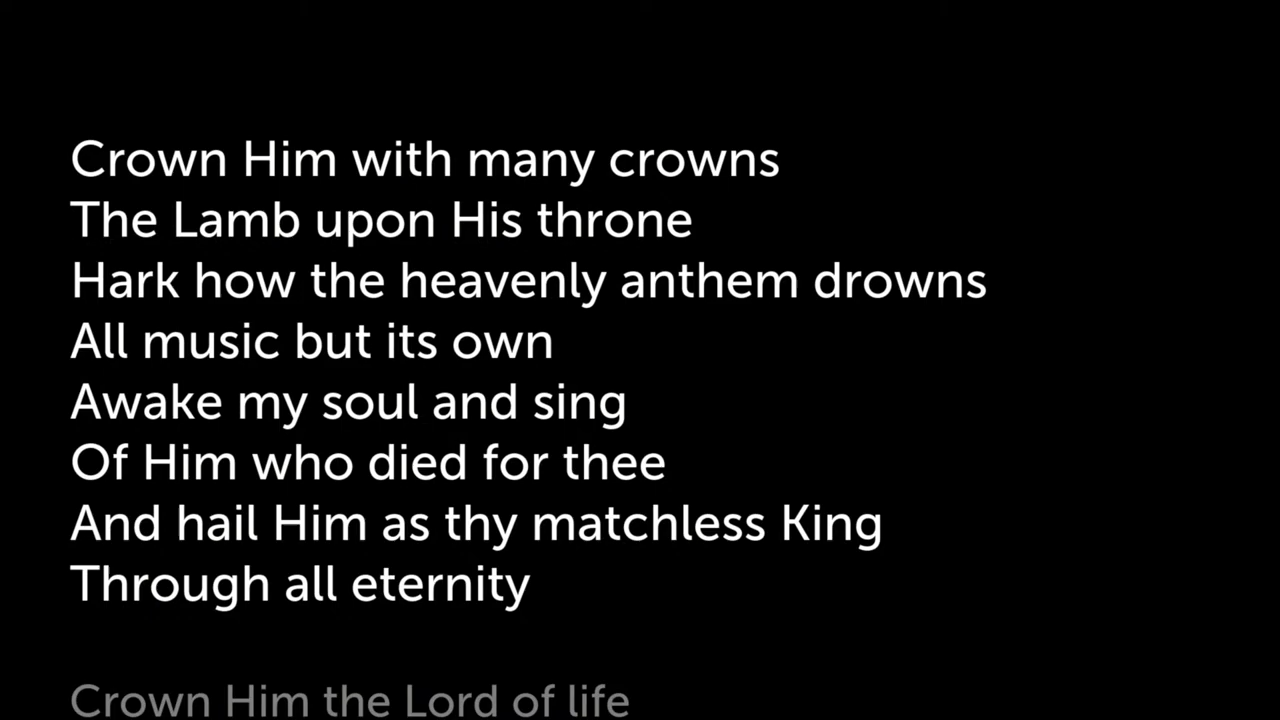 Crown Him with many crowns
The Lamb upon His throne
Hark how the heavenly anthem drowns
All music but its own
Awake my soul and sing
Of Him who died for thee
And hail Him as thy matchless King
Through all eternity
Crown Him the Lord of life